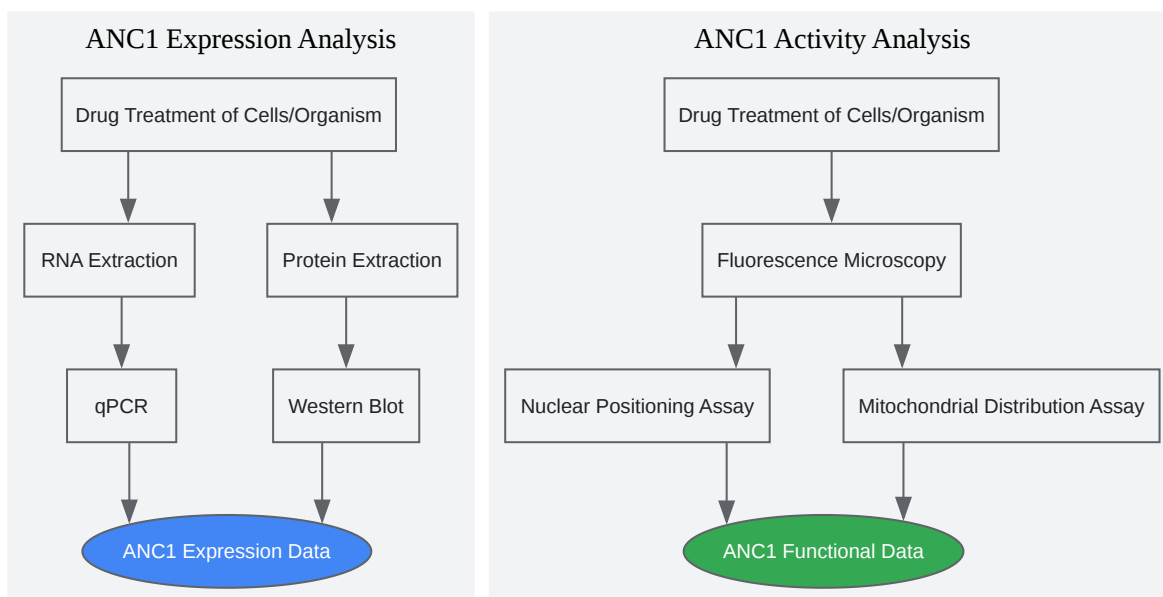 ANC1 Expression Analysis
Drug Treatment of Cells/Organism
RNA Extraction
Protein Extraction
qPCR
Western Blot
ANC1 Expression Data
ANC1 Activity Analysis
Drug Treatment of Cells/Organism
Fluorescence Microscopy
Nuclear Positioning Assay
Mitochondrial Distribution Assay
ANC1 Functional Data